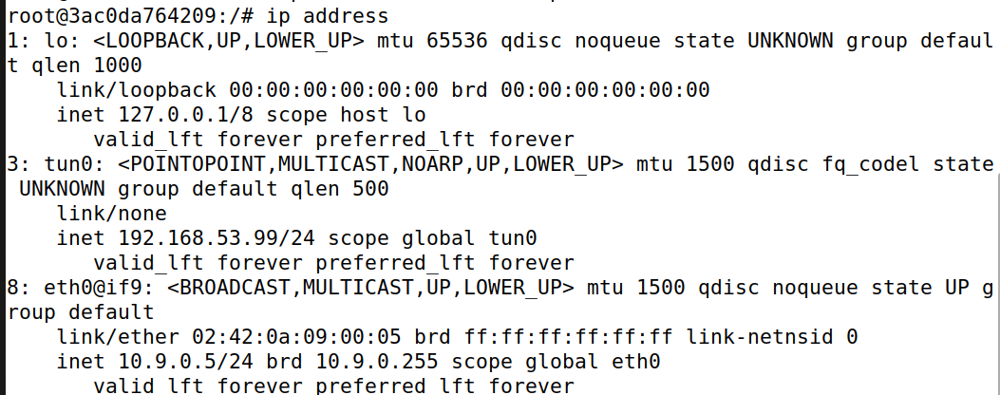 root@3ac0da764209:/# ip address
1: lo: <LOOPBACK,UP,LOWER_UP> mtu 65536 qdisc noqueue state UNKNOWN group defaul
t qlen 1000
    link/loopback 00:00:00:00:00:00 brd 00:00:00:00:00:00
    inet 127.0.0.1/8 scope host lo
       valid_lft forever preferred_lft forever
3: tun0: <POINTOPOINT,MULTICAST,NOARP,UP,LOWER_UP> mtu 1500 qdisc fq_codel state
 UNKNOWN group default qlen 500
    link/none
    inet 192.168.53.99/24 scope global tun0
       valid_lft forever preferred_lft forever
8: eth0@if9: <BROADCAST,MULTICAST,UP,LOWER_UP> mtu 1500 qdisc noqueue state UP g
roup default
    link/ether 02:42:0a:09:00:05 brd ff:ff:ff:ff:ff:ff link-netnsid 0
    inet 10.9.0.5/24 brd 10.9.0.255 scope global eth0
       valid_lft forever preferred_lft forever